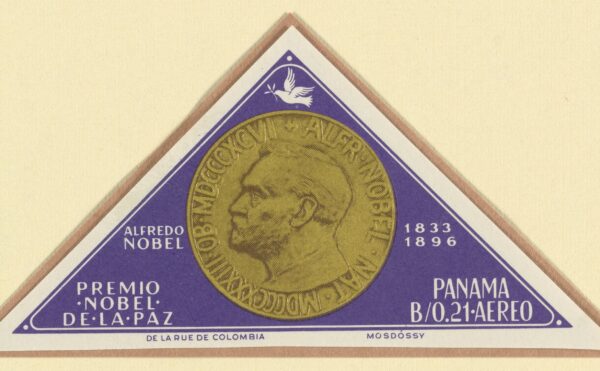 ALFR · NOBEL · NAT · MDCCCXXXIII · OB · MDCCCXCVI +
ALFREDO
NOBEL
1833
1896
PREMIO
·NOBEL·
DE·LA·PAZ
PANAMA
B/0.21·AEREO
DE LA RUE DE COLOMBIA
MOSDÓSSY